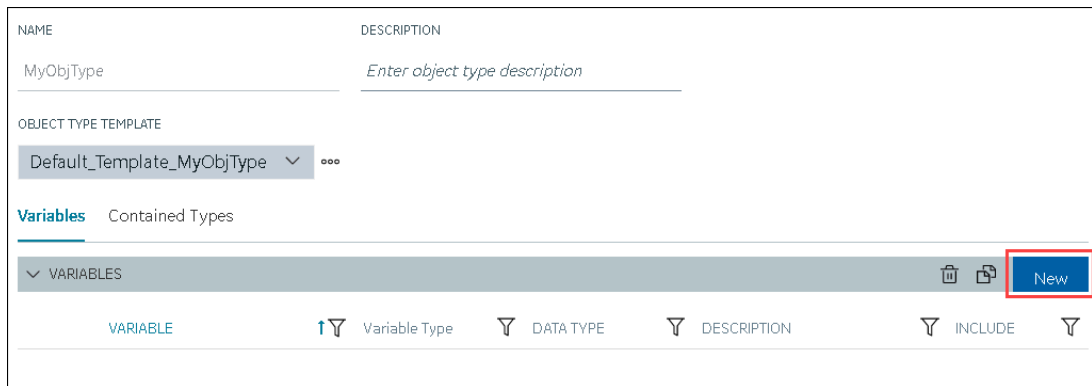 NAME DESCRIPTION
MyObjType Enter object type description
OBJECT TYPE TEMPLATE
Default_Template_MyObjType
Variables Contained Types
VARIABLES New
VARIABLE Variable Type DATA TYPE DESCRIPTION INCLUDE